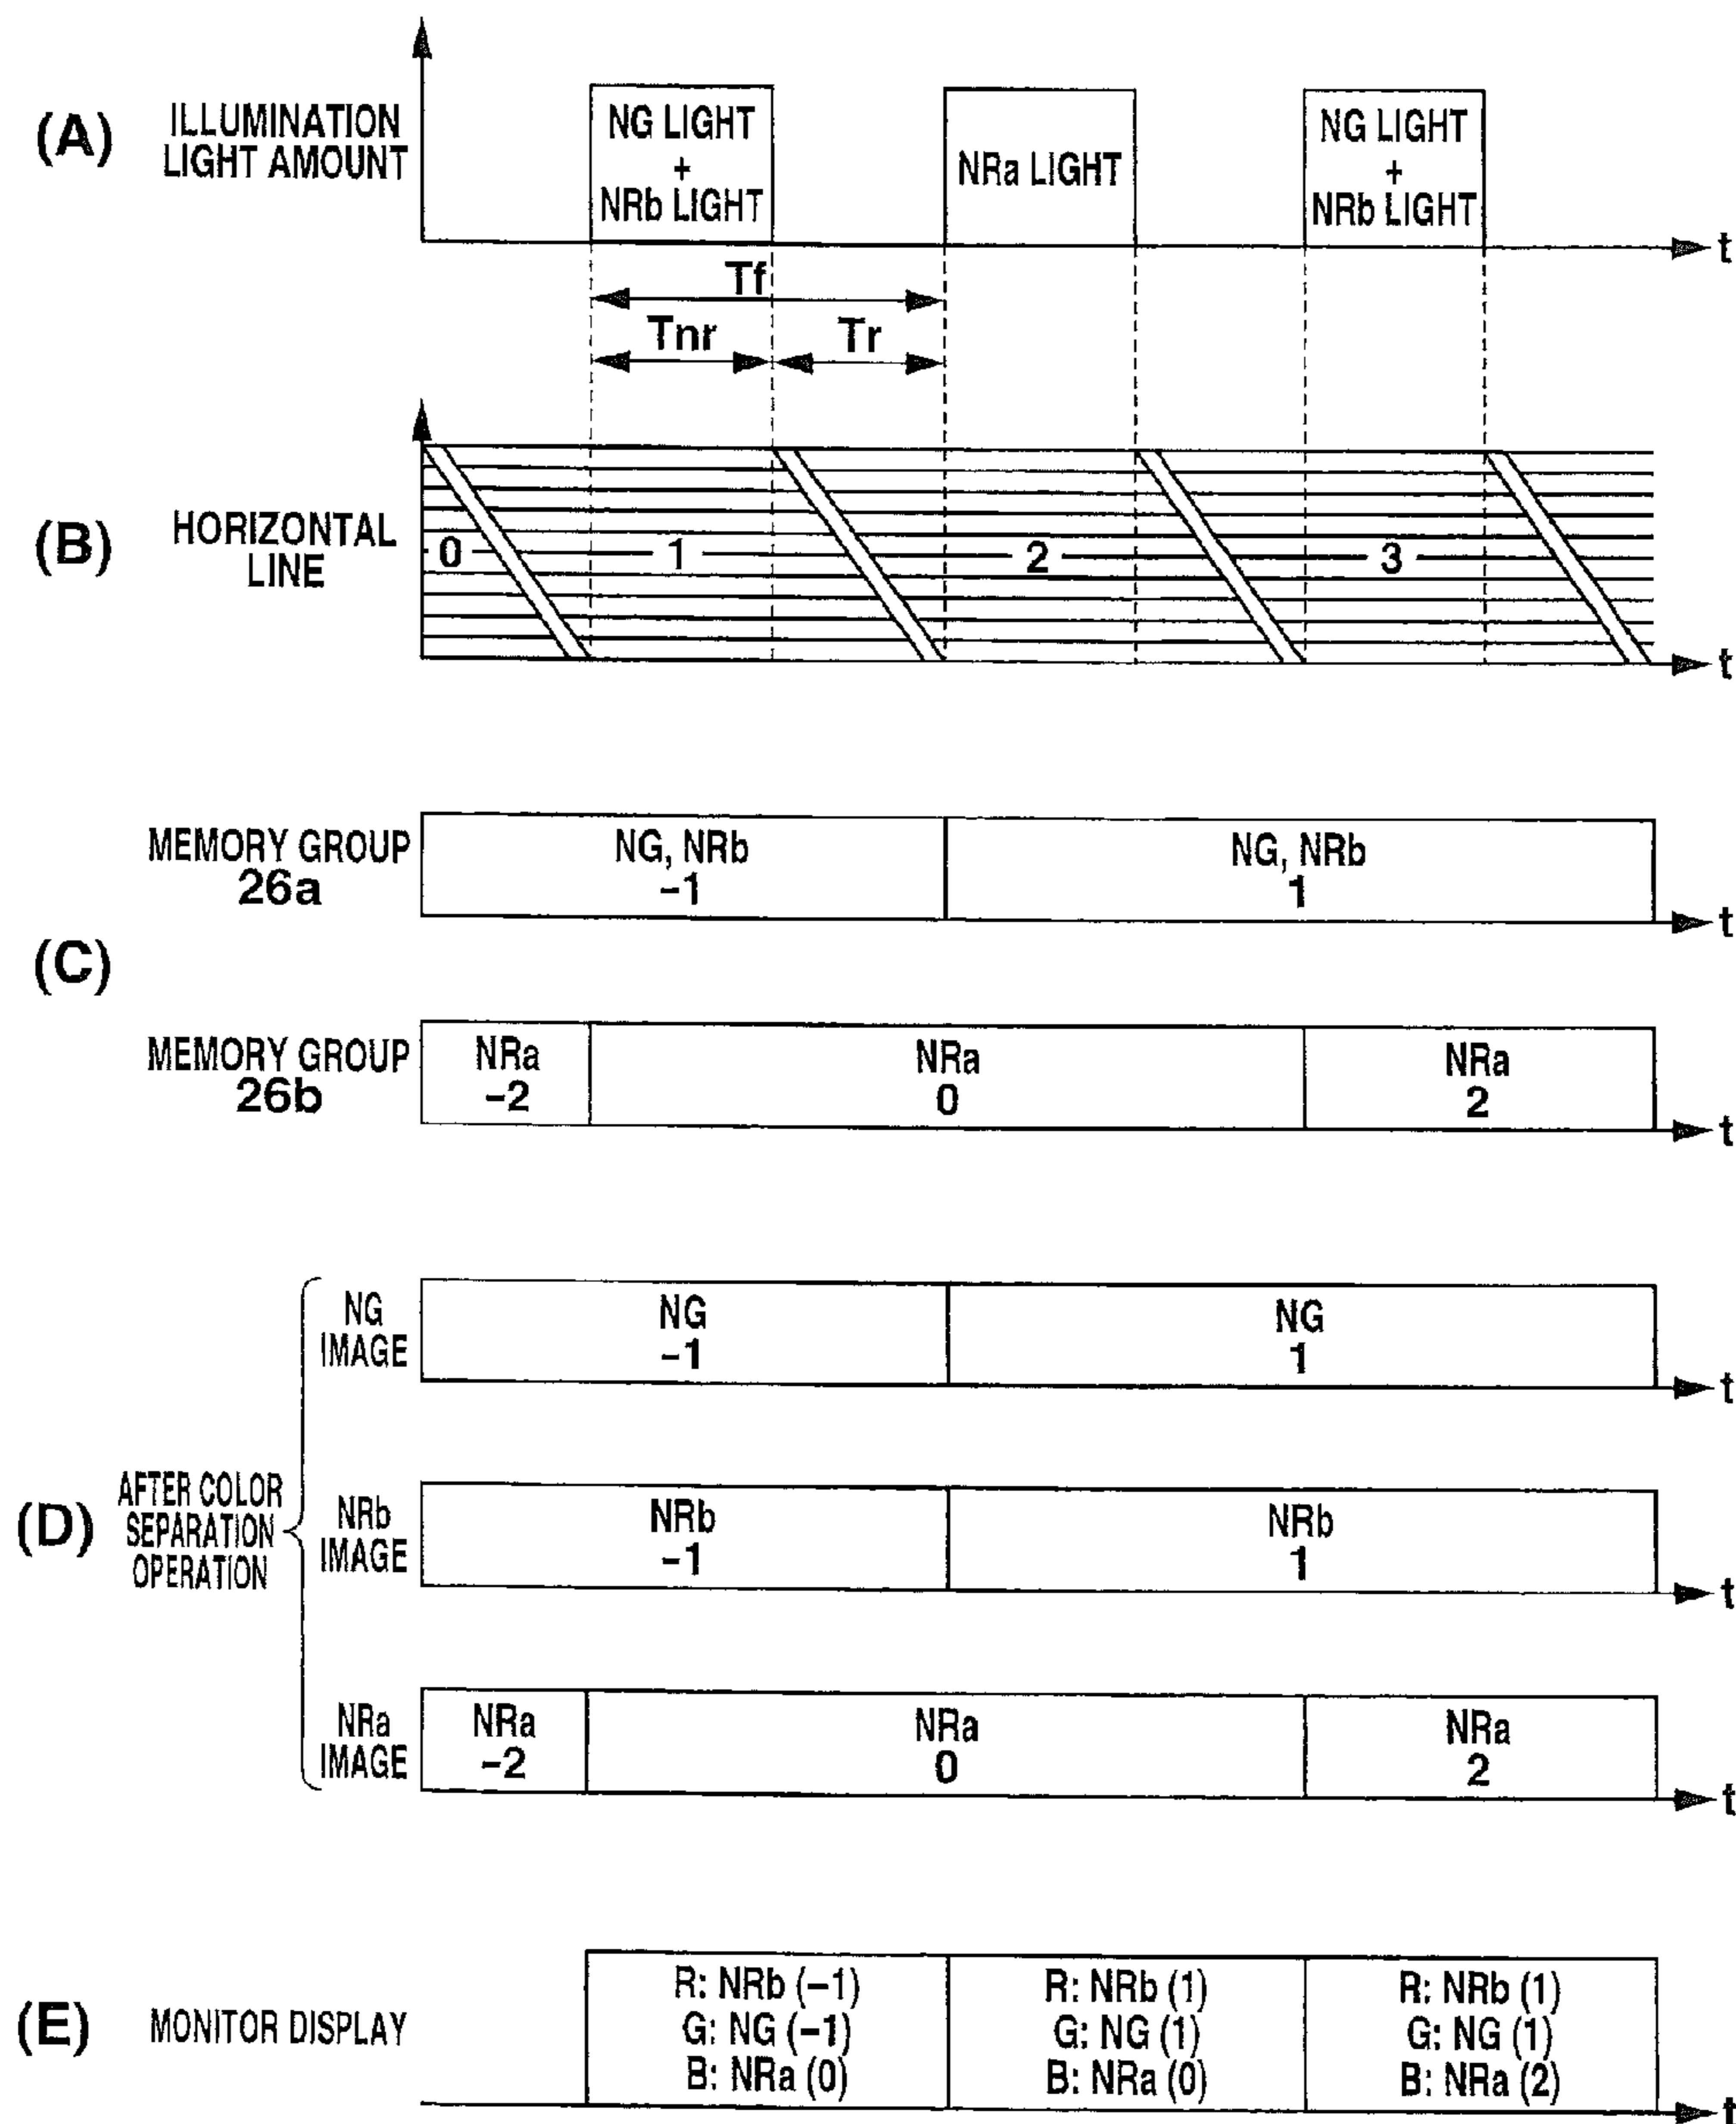 (A)
ILLUMINATION
LIGHT AMOUNT
NG LIGHT
+
NRb LIGHT
NRa LIGHT
NG LIGHT
+
NRb LIGHT
t
Tf
Tnr
Tr
(B)
HORIZONTAL
LINE
0
1
2
3
t
(C)
MEMORY GROUP
26a
NG, NRb
-1
NG, NRb
1
t
MEMORY GROUP
26b
NRa
-2
NRa
0
NRa
2
t
(D)
AFTER COLOR
SEPARATION
OPERATION
NG
IMAGE
NG
-1
NG
1
t
NRb
IMAGE
NRb
-1
NRb
1
t
NRa
IMAGE
NRa
-2
NRa
0
NRa
2
t
(E)
MONITOR DISPLAY
R: NRb (-1)
G: NG (-1)
B: NRa (0)
R: NRb (1)
G: NG (1)
B: NRa (0)
R: NRb (1)
G: NG (1)
B: NRa (2)
t